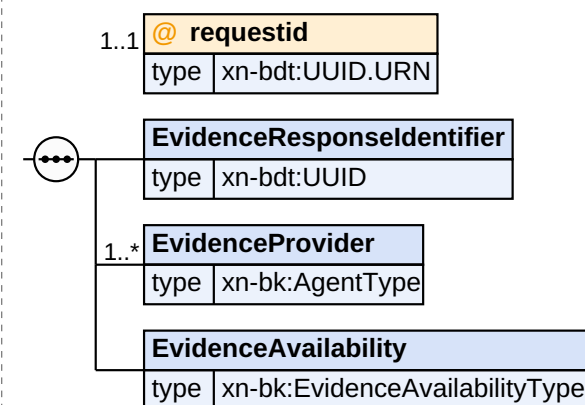 1..1 @ requestid
type xn-bdt:UUID.URN
EvidenceResponseIdentifier
type xn-bdt:UUID
1..* EvidenceProvider
type xn-bk:AgentType
EvidenceAvailability
type xn-bk:EvidenceAvailabilityType